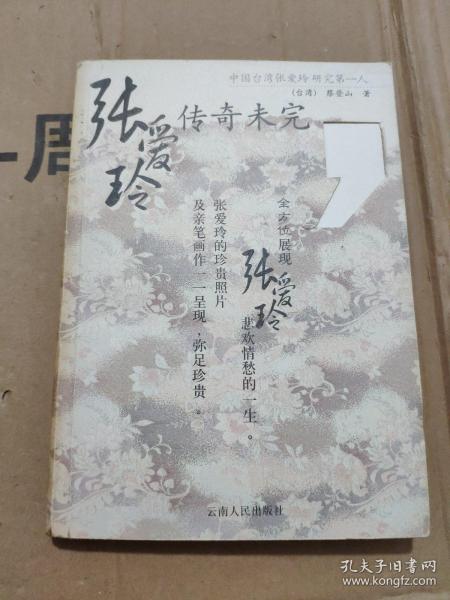 中国台湾张爱玲研究第一人
(台湾) 蔡登山 著
张爱玲
传奇未完
,
全方位展现
张爱玲
悲欢情愁的一生。
张爱玲的珍贵照片
及亲笔画作一一呈现，弥足珍贵。
云南人民出版社
一周
孔夫子旧书网
www.kongfz.com